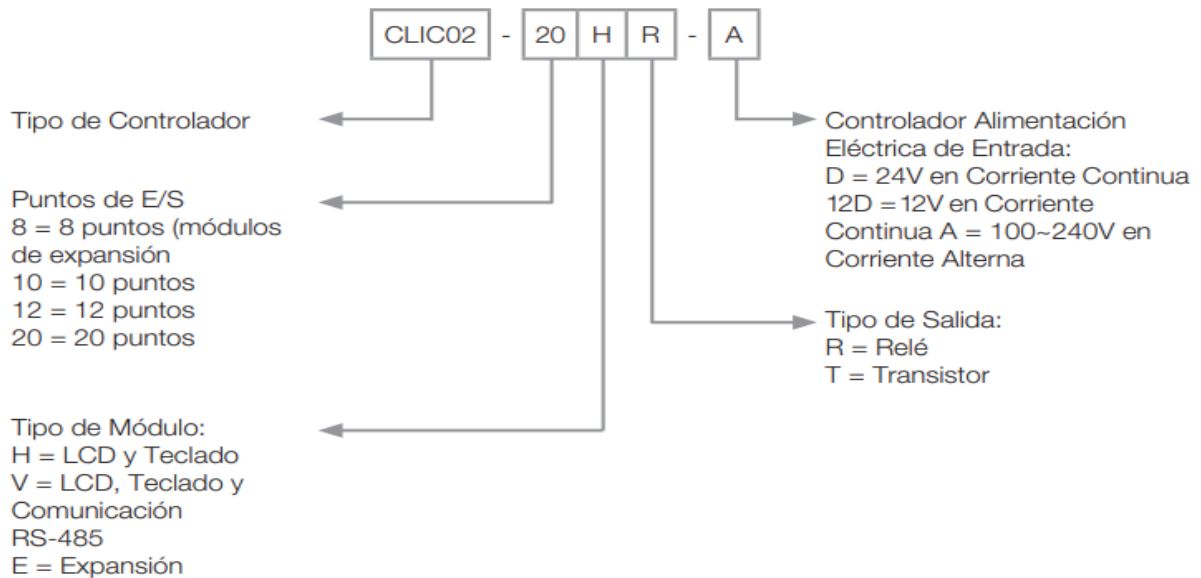 CLIC02 - 20 H R - A
Tipo de Controlador
Puntos de E/S
8 = 8 puntos (módulos
de expansión
10 = 10 puntos
12 = 12 puntos
20 = 20 puntos
Tipo de Módulo:
H = LCD y Teclado
V = LCD, Teclado y
Comunicación
RS-485
E = Expansión
Controlador Alimentación
Eléctrica de Entrada:
D = 24V en Corriente Continua
12D = 12V en Corriente
Continua A = 100~240V en
Corriente Alterna
Tipo de Salida:
R = Relé
T = Transistor